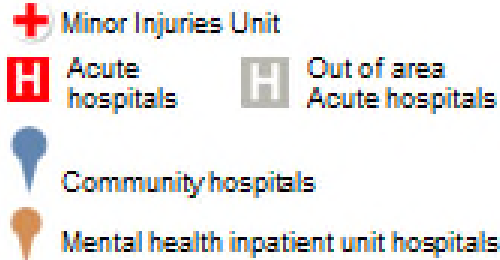 Minor Injuries Unit
H Acute hospitals
H Out of area Acute hospitals
Community hospitals
Mental health inpatient unit hospitals